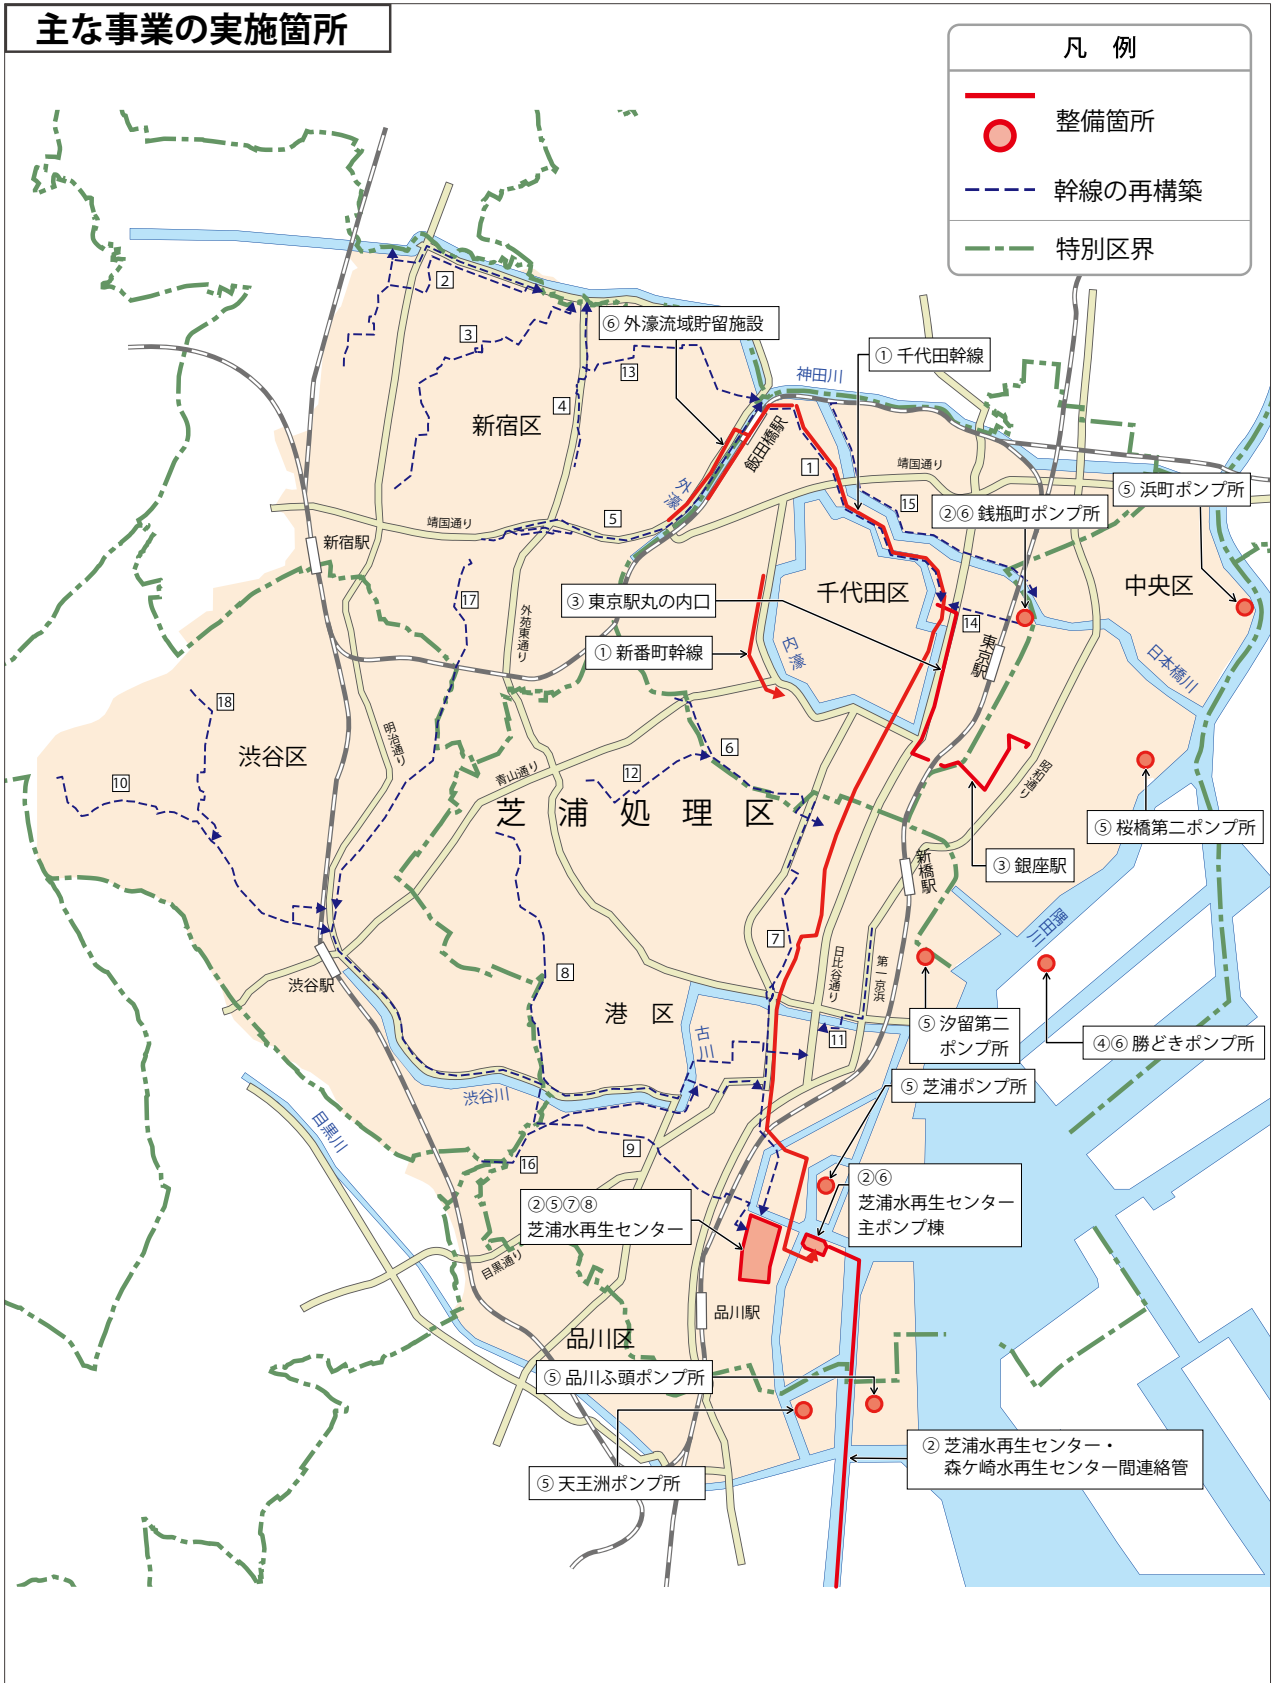 主な事業の実施箇所
凡 例
整備箇所
幹線の再構築
特別区界
2
3
⑥ 外濠流域貯留施設
① 千代田幹線
神田川
13
4
新宿区
飯田橋駅
1
靖国通り
⑤ 浜町ポンプ所
外濠
15
②⑥ 銭瓶町ポンプ所
靖国通り
5
新宿駅
17
③ 東京駅丸の内口
千代田区
中央区
外苑東通り
14
① 新番町幹線
内濠
東京駅
日本橋川
18
明治通り
渋谷区
6
10
青山通り
12
昭和通り
芝浦処理区
⑤ 桜橋第二ポンプ所
新橋駅
③ 銀座駅
隅田川
7
日比谷通り
第一京浜
渋谷駅
8
港 区
古川
11
⑤ 汐留第二
ポンプ所
④⑥ 勝どきポンプ所
⑤ 芝浦ポンプ所
渋谷川
目黒川
9
16
②⑥
芝浦水再生センター
主ポンプ棟
②⑤⑦⑧
芝浦水再生センター
目黒通り
品川駅
品川区
⑤ 品川ふ頭ポンプ所
② 芝浦水再生センター・
森ケ崎水再生センター間連絡管
⑤ 天王洲ポンプ所